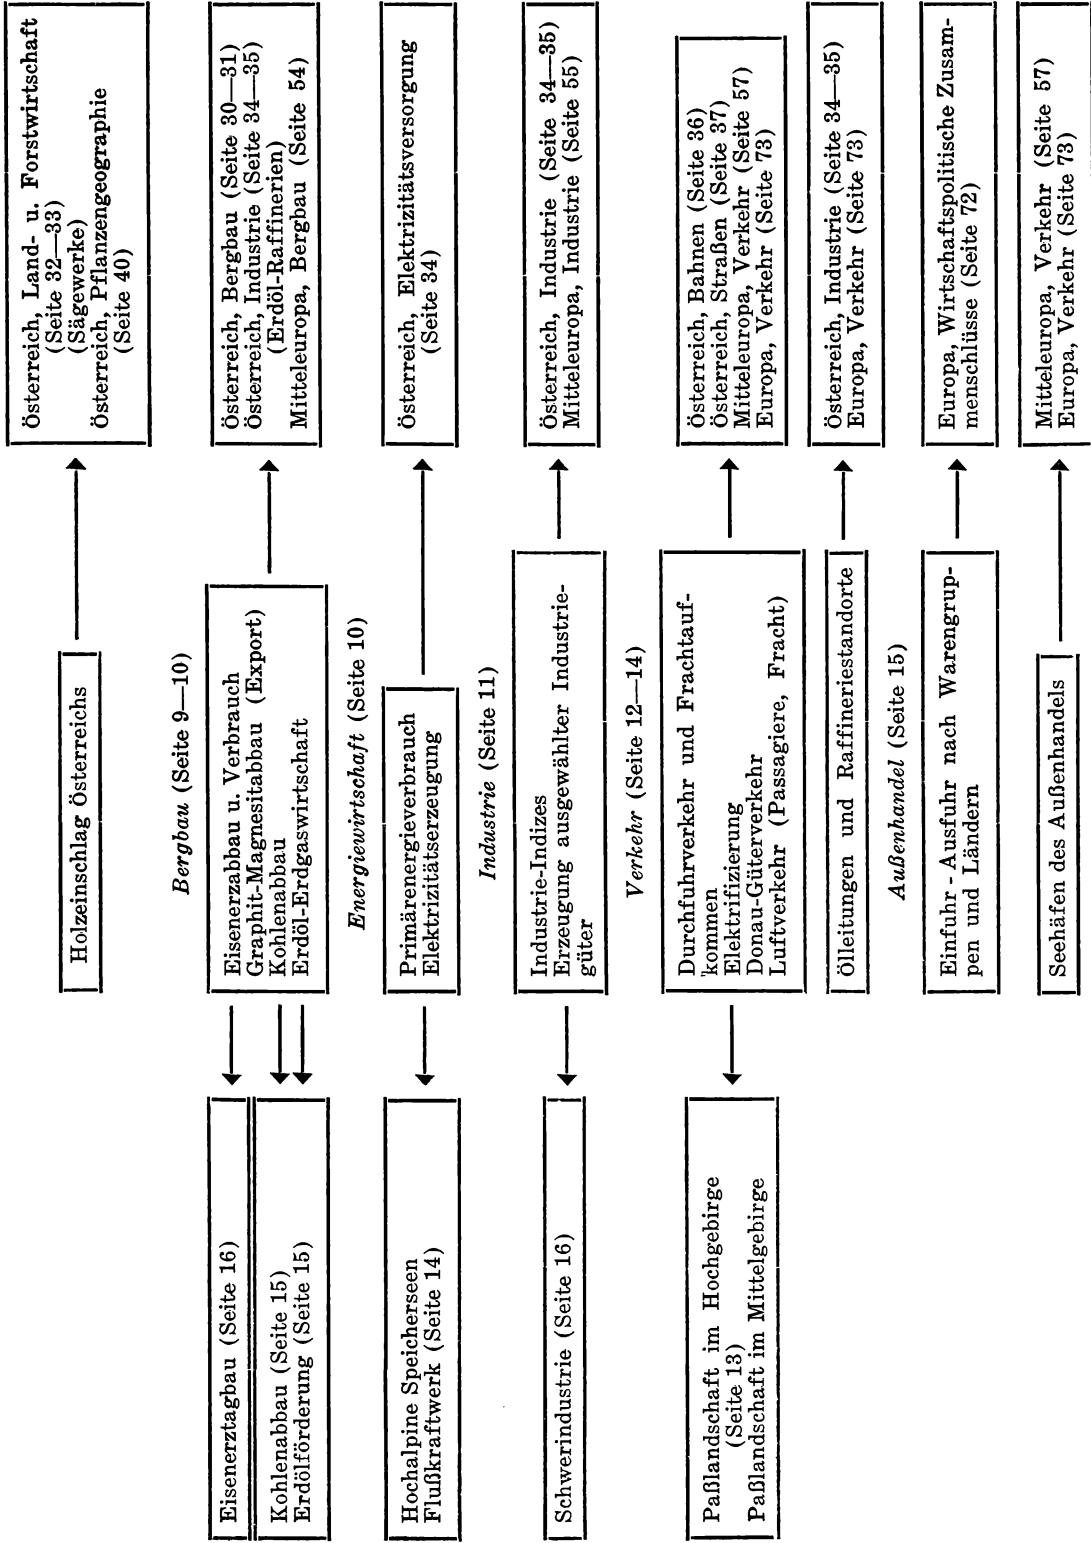 Holzeinschlag Österreichs
Österreich, Land- u. Forstwirtschaft
(Seite 32—33)
(Sägewerke)
Österreich, Pflanzengeographie
(Seite 40)
Bergbau (Seite 9—10)
Eisenerztagbau (Seite 16)
Kohlenabbau (Seite 15)
Erdölförderung (Seite 15)
Eisenerzabbau u. Verbrauch
Graphit-Magnesitabbau (Export)
Kohlenabbau
Erdöl-Erdgaswirtschaft
Österreich, Bergbau (Seite 30—31)
Österreich, Industrie (Seite 34—35)
(Erdöl-Raffinerien)
Mitteleuropa, Bergbau (Seite 54)
Energiewirtschaft (Seite 10)
Hochalpine Speicherseen
Flußkraftwerk (Seite 14)
Primärenergieverbrauch
Elektrizitätserzeugung
Österreich, Elektrizitätsversorgung
(Seite 34)
Industrie (Seite 11)
Schwerindustrie (Seite 16)
Industrie-Indizes
Erzeugung ausgewählter Industrie-
güter
Österreich, Industrie (Seite 34—35)
Mitteleuropa, Industrie (Seite 55)
Verkehr (Seite 12—14)
Paßlandschaft im Hochgebirge
(Seite 13)
Paßlandschaft im Mittelgebirge
Durchfuhrverkehr und Frachtauf-
kommen
Elektrifizierung
Donau-Güterverkehr
Luftverkehr (Passagiere, Fracht)
Österreich, Bahnen (Seite 36)
Österreich, Straßen (Seite 37)
Mitteleuropa, Verkehr (Seite 57)
Europa, Verkehr (Seite 73)
Ölleitungen und Raffineriestandorte
Österreich, Industrie (Seite 34—35)
Europa, Verkehr (Seite 73)
Außenhandel (Seite 15)
Einfuhr - Ausfuhr nach Warengrup-
pen und Ländern
Europa, Wirtschaftspolitische Zusam-
menschlüsse (Seite 72)
Seehäfen des Außenhandels
Mitteleuropa, Verkehr (Seite 57)
Europa, Verkehr (Seite 73)